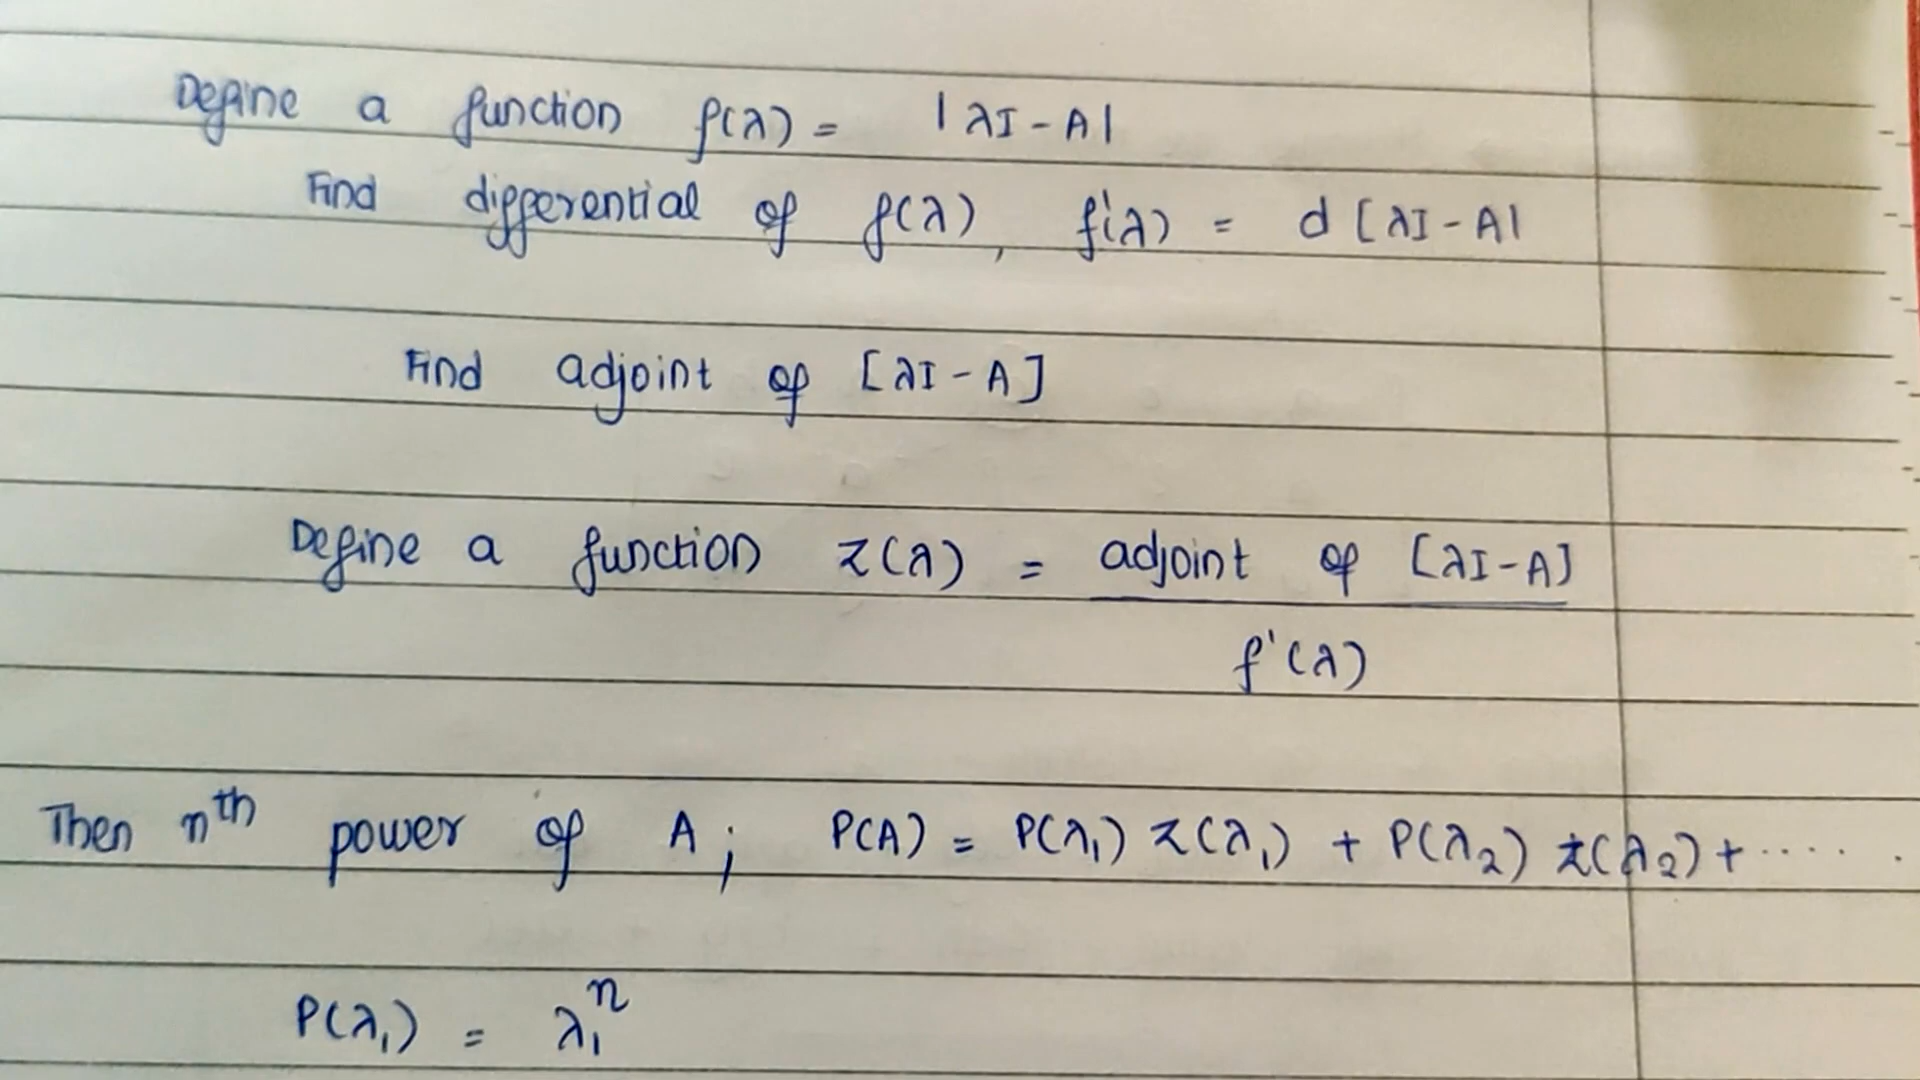 Define a function f(λ) = |λI - A|
Find differential of f(λ), f'(λ) = d [λI - A|
Find adjoint of [λI - A]
Define a function Z(λ) = adjoint of [λI - A]
f'(λ)
Then nth power of A; P(A) = P(λ₁) Z(λ₁) + P(λ₂) Z(λ₂) + .....
P(λ₁) = λ₁ⁿ